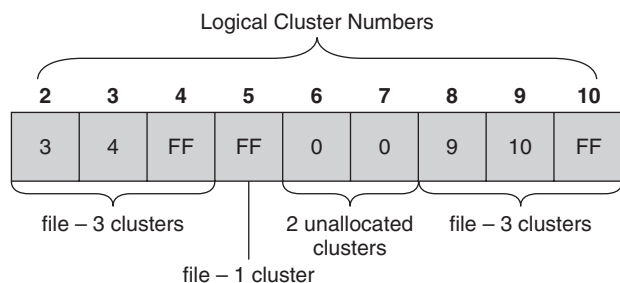 Logical Cluster Numbers
2 3 4 5 6 7 8 9 10
3 4 FF FF 0 0 9 10 FF
file – 3 clusters 2 unallocated file – 3 clusters
clusters
file – 1 cluster